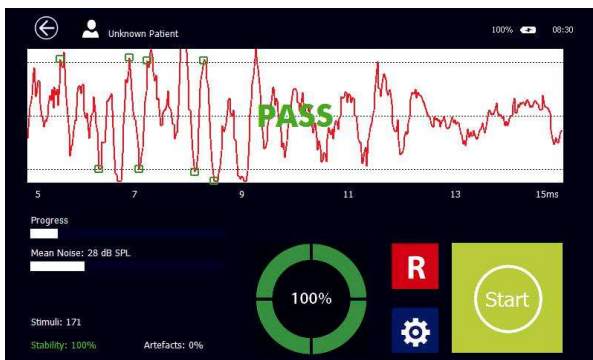 Unknown Patient
100%
08:30
PASS
5 7 9 11 13 15ms
Progress
Mean Noise: 28 dB SPL
100%
R
Start
Stimuli: 171
Stability: 100% Artefacts: 0%